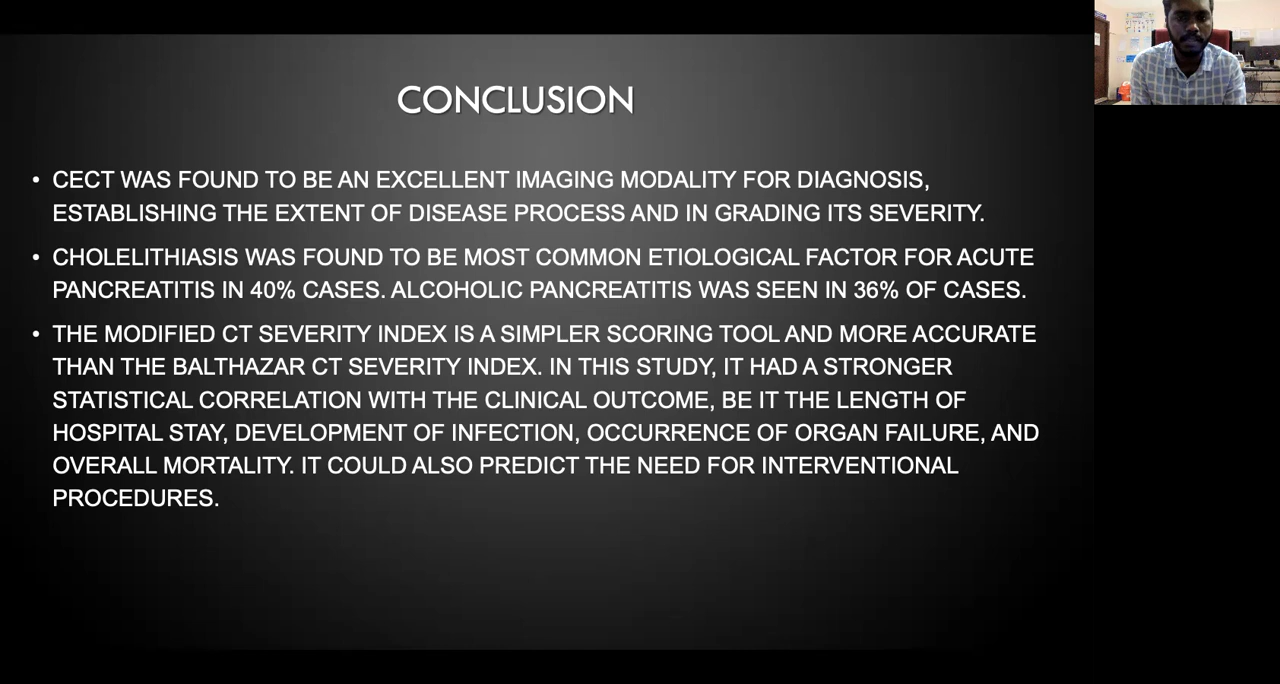 CONCLUSION
• CECT WAS FOUND TO BE AN EXCELLENT IMAGING MODALITY FOR DIAGNOSIS,
ESTABLISHING THE EXTENT OF DISEASE PROCESS AND IN GRADING ITS SEVERITY.
• CHOLELITHIASIS WAS FOUND TO BE MOST COMMON ETIOLOGICAL FACTOR FOR ACUTE
PANCREATITIS IN 40% CASES. ALCOHOLIC PANCREATITIS WAS SEEN IN 36% OF CASES.
• THE MODIFIED CT SEVERITY INDEX IS A SIMPLER SCORING TOOL AND MORE ACCURATE
THAN THE BALTHAZAR CT SEVERITY INDEX. IN THIS STUDY, IT HAD A STRONGER
STATISTICAL CORRELATION WITH THE CLINICAL OUTCOME, BE IT THE LENGTH OF
HOSPITAL STAY, DEVELOPMENT OF INFECTION, OCCURRENCE OF ORGAN FAILURE, AND
OVERALL MORTALITY. IT COULD ALSO PREDICT THE NEED FOR INTERVENTIONAL
PROCEDURES.